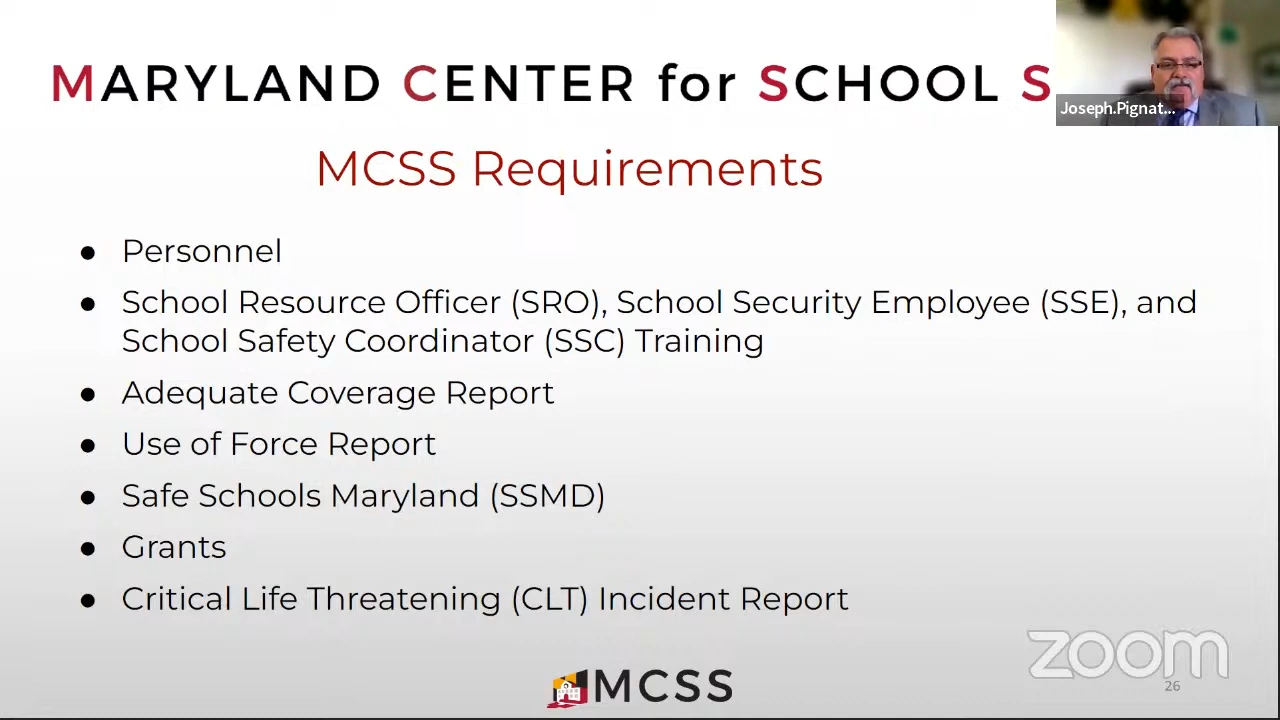 MARYLAND CENTER for SCHOOL S
Joseph.Pignat...
MCSS Requirements
● Personnel
● School Resource Officer (SRO), School Security Employee (SSE), and
School Safety Coordinator (SSC) Training
● Adequate Coverage Report
● Use of Force Report
● Safe Schools Maryland (SSMD)
● Grants
● Critical Life Threatening (CLT) Incident Report
zoom
26
MCSS